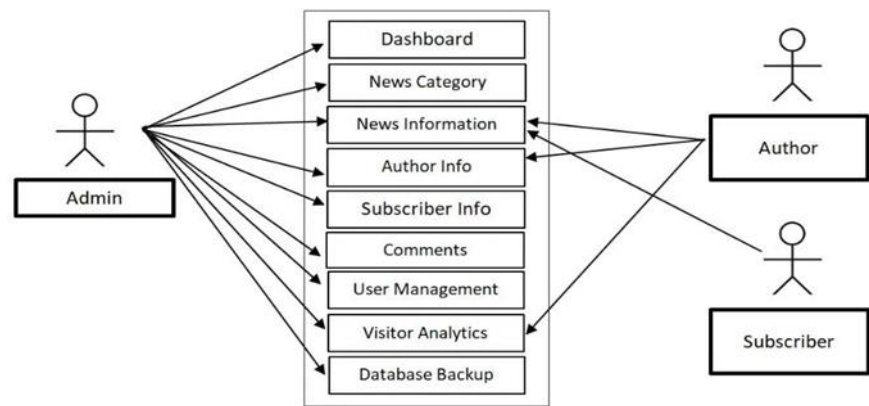 Dashboard
News Category
News Information
Author Info
Subscriber Info
Comments
User Management
Visitor Analytics
Database Backup
Admin
Author
Subscriber